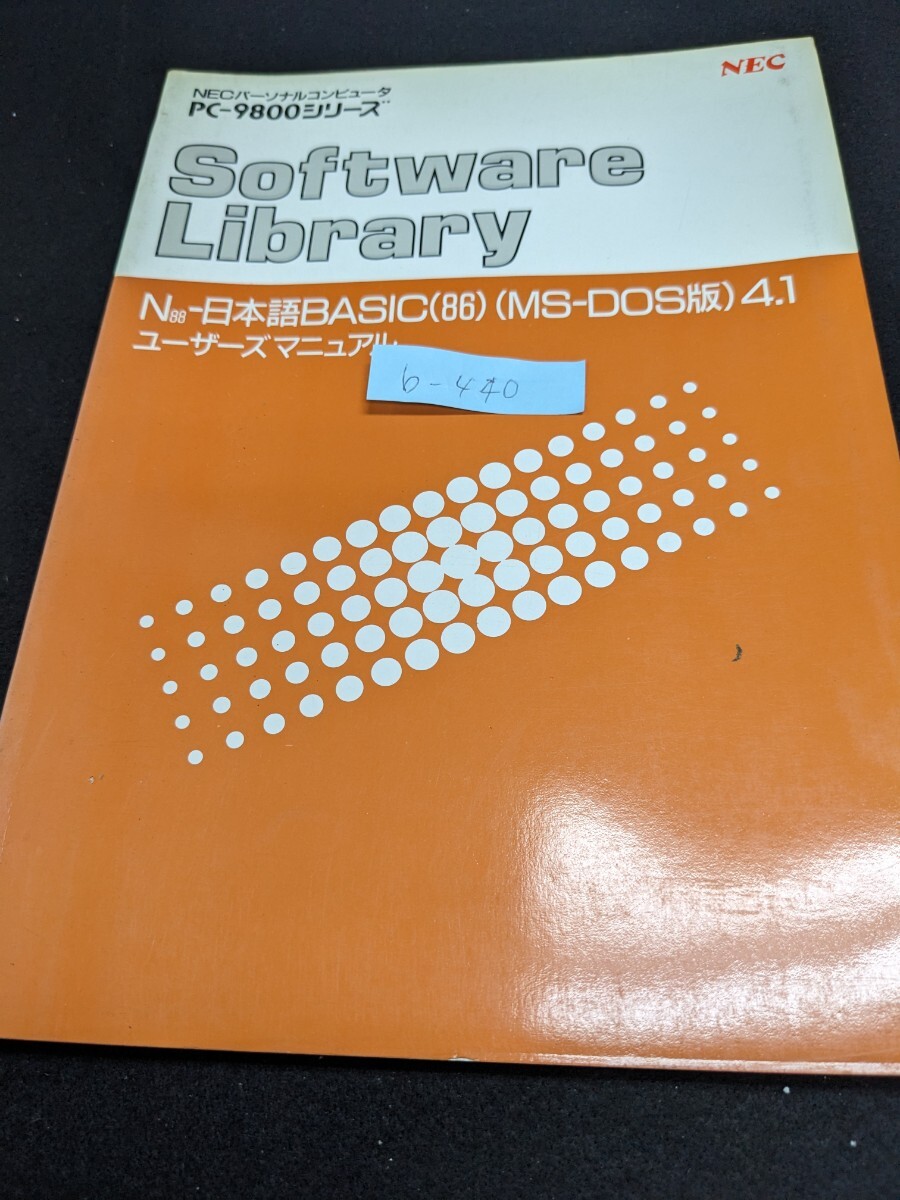 NEC
NECパーソナルコンピュータ
PC-9800シリーズ
Software
Library
N88-日本語BASIC(86)(MS-DOS版)4.1
ユーザーズマニュアル
6-440